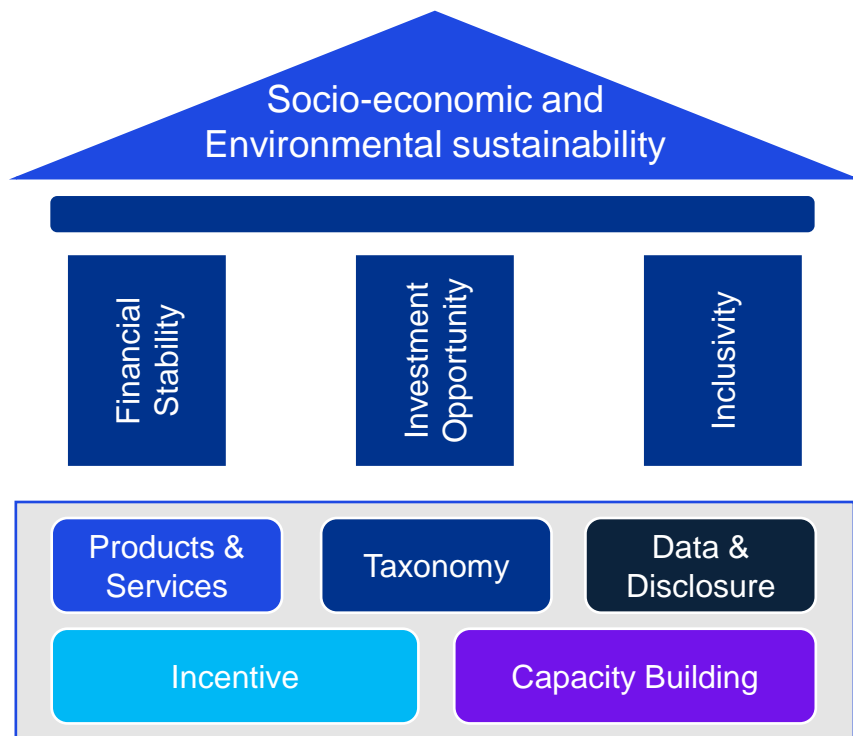 Socio-economic and
Environmental sustainability
Financial
Stability
Investment
Opportunity
Inclusivity
Products &
Services
Taxonomy
Data &
Disclosure
Incentive
Capacity Building